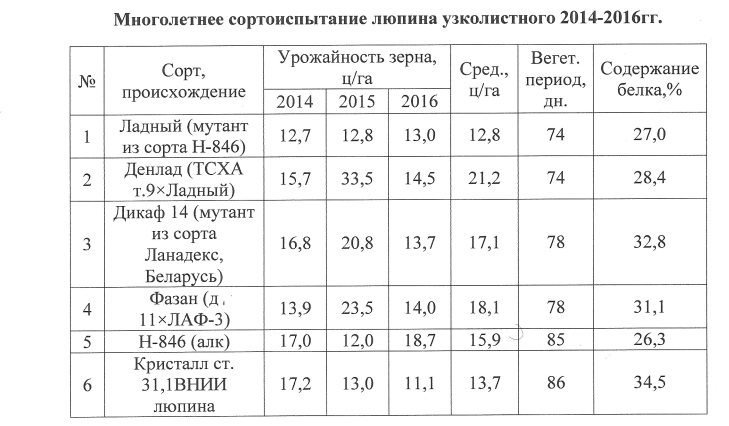 Многолетнее сортоиспытание люпина узколистного 2014-2016гг.
№ Сорт, происхождение Урожайность зерна, ц/га Сред., ц/га Вегет. период, дн. Содержание белка,%
2014 2015 2016
1 Ладный (мутант из сорта Н-846) 12,7 12,8 13,0 12,8 74 27,0
2 Денлад (ТСХА т.9×Ладный) 15,7 33,5 14,5 21,2 74 28,4
3 Дикаф 14 (мутант из сорта Ланадекс, Беларусь) 16,8 20,8 13,7 17,1 78 32,8
4 Фазан (д. 11×ЛАФ-3) 13,9 23,5 14,0 18,1 78 31,1
5 Н-846 (алк) 17,0 12,0 18,7 15,9 85 26,3
6 Кристалл ст. 31,1ВНИИ люпина 17,2 13,0 11,1 13,7 86 34,5